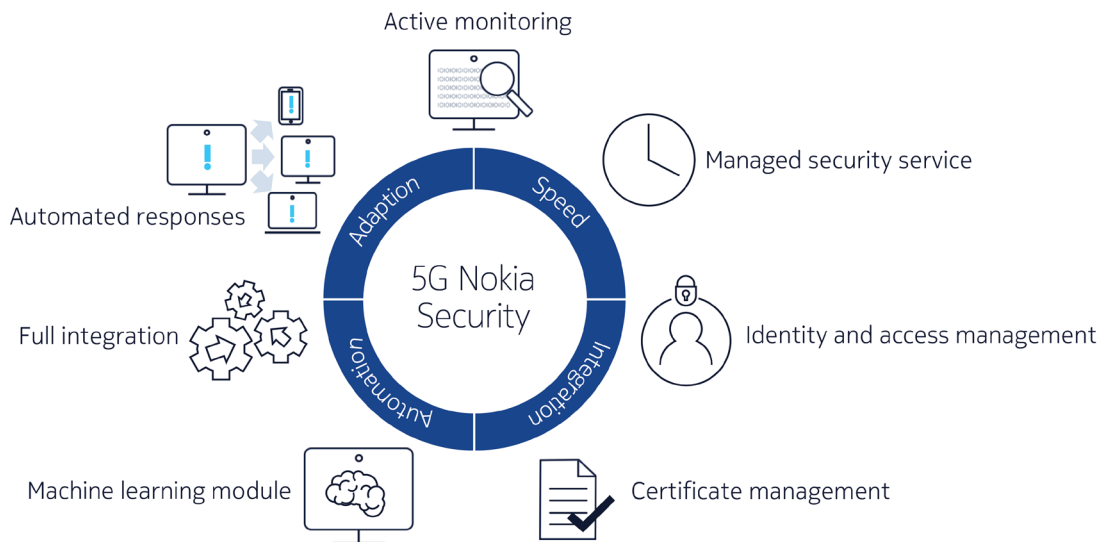 Active monitoring
Managed security service
Automated responses
Adaption
Speed
5G Nokia
Security
Full integration
Identity and access management
Automation
Integration
Machine learning module
Certificate management